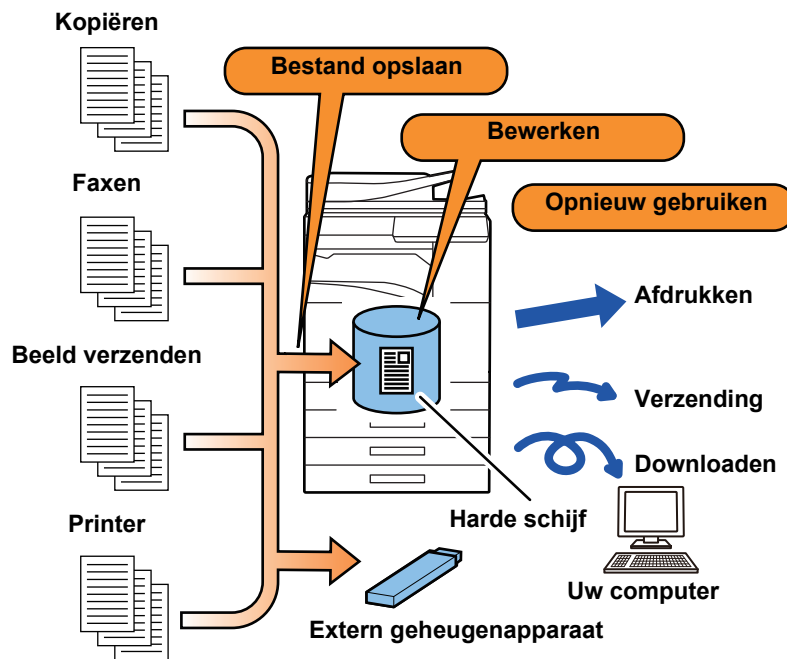 Kopiëren
Bestand opslaan
Bewerken
Faxen
Opnieuw gebruiken
Afdrukken
Beeld verzenden
Verzending
Downloaden
Printer
Harde schijf
Uw computer
Extern geheugenapparaat